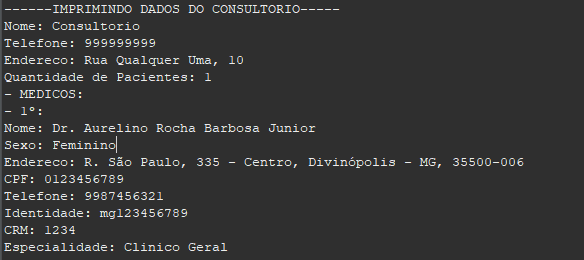 ------IMPRIMINDO DADOS DO CONSULTORIO-----
Nome: Consultorio
Telefone: 999999999
Endereco: Rua Qualquer Uma, 10
Quantidade de Pacientes: 1
- MEDICOS:
- 1º:
Nome: Dr. Aurelino Rocha Barbosa Junior
Sexo: Feminino
Endereco: R. São Paulo, 335 - Centro, Divinópolis - MG, 35500-006
CPF: 0123456789
Telefone: 9987456321
Identidade: mg123456789
CRM: 1234
Especialidade: Clinico Geral